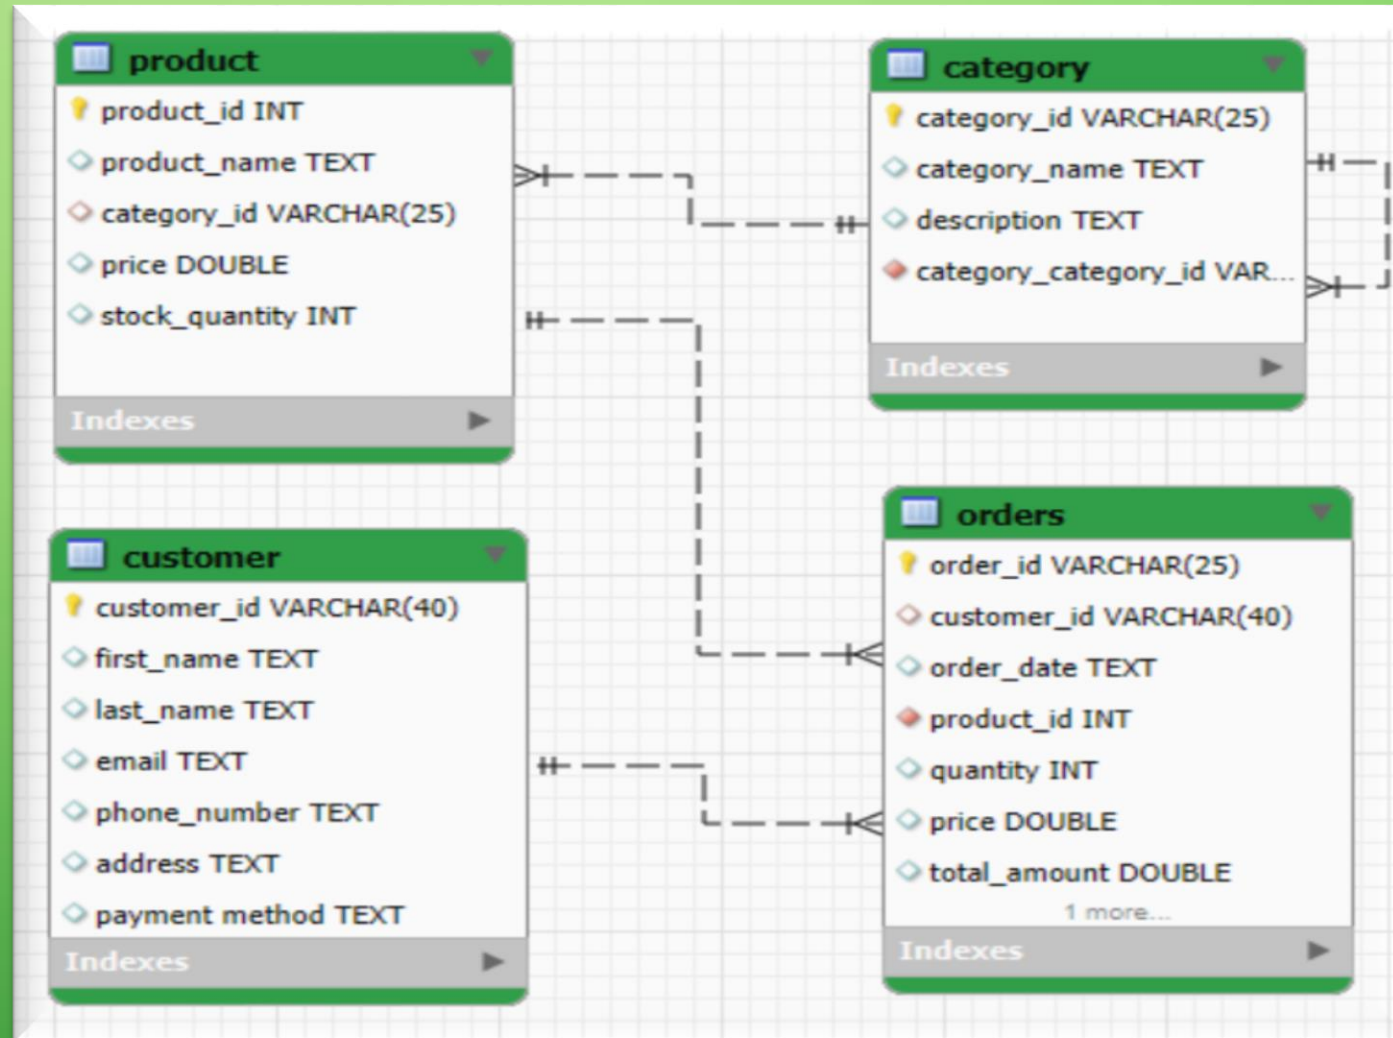 product
product_id INT
product_name TEXT
category_id VARCHAR(25)
price DOUBLE
stock_quantity INT
Indexes
category
category_id VARCHAR(25)
category_name TEXT
description TEXT
category_category_id VAR...
Indexes
customer
customer_id VARCHAR(40)
first_name TEXT
last_name TEXT
email TEXT
phone_number TEXT
address TEXT
payment method TEXT
Indexes
orders
order_id VARCHAR(25)
customer_id VARCHAR(40)
order_date TEXT
product_id INT
quantity INT
price DOUBLE
total_amount DOUBLE
1 more...
Indexes